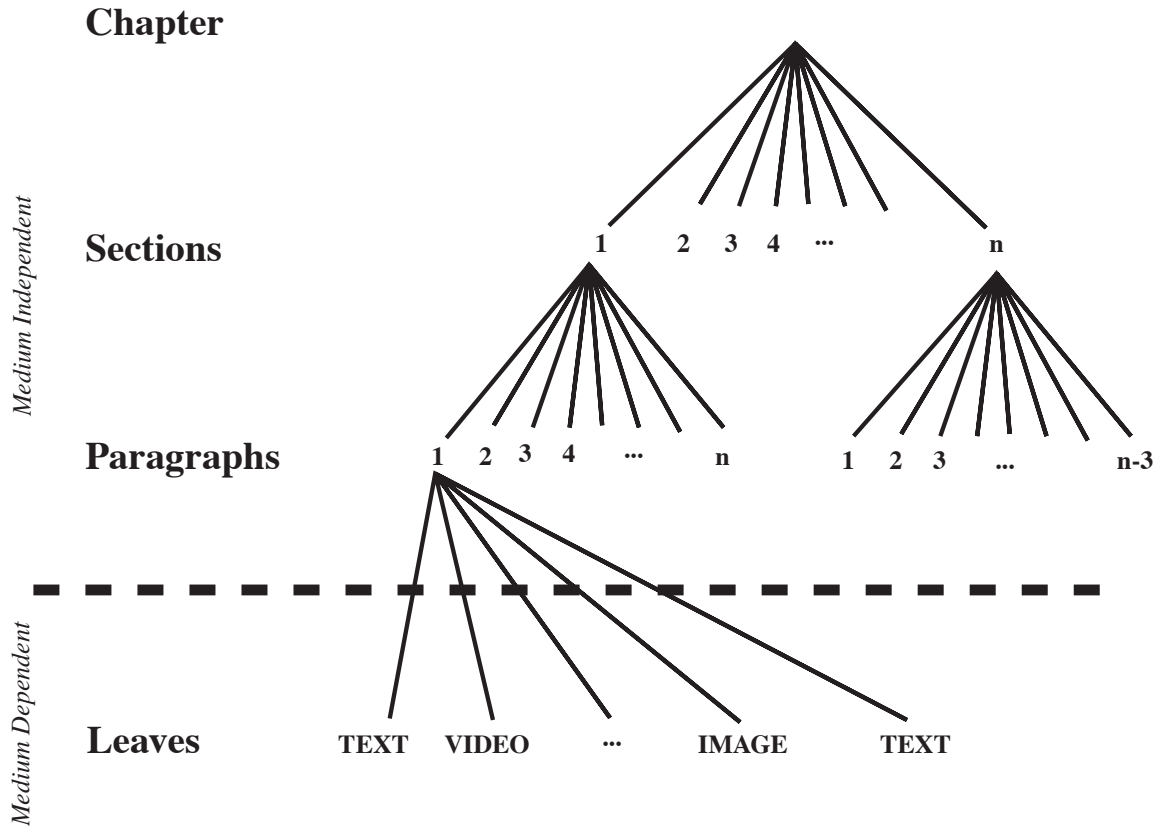 Chapter
Medium Independent
Sections
1 2 3 4 ... n
Paragraphs
1 2 3 4 ... n 1 2 3 ... n-3
Medium Dependent
Leaves
TEXT VIDEO ... IMAGE TEXT